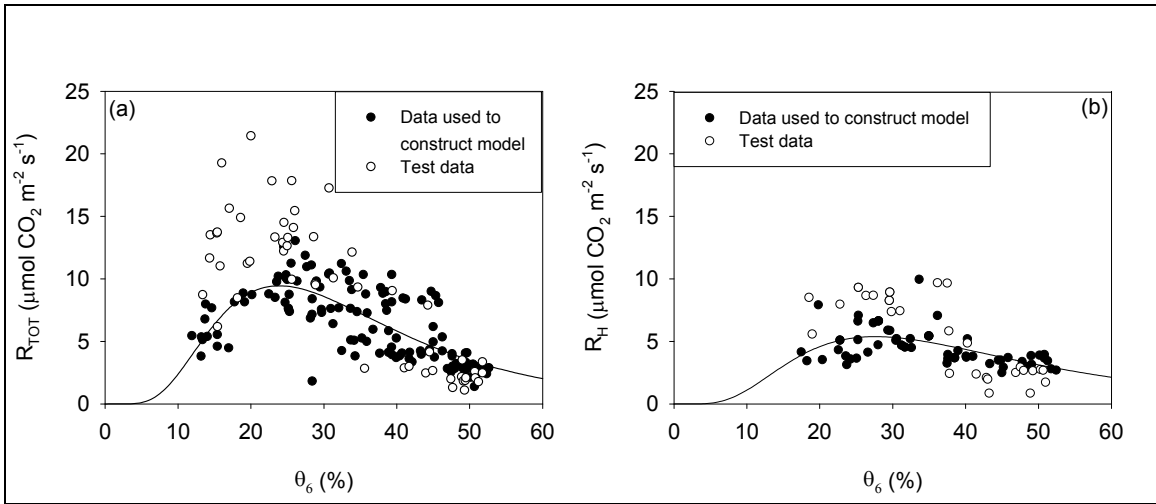 (a)
Data used to
construct model
Test data
25
20
15
10
5
0
R_TOT (μmol CO₂ m⁻² s⁻¹)
0 10 20 30 40 50 60
θ₆ (%)
(b)
Data used to construct model
Test data
25
20
15
10
5
0
R_H (μmol CO₂ m⁻² s⁻¹)
0 10 20 30 40 50 60
θ₆ (%)